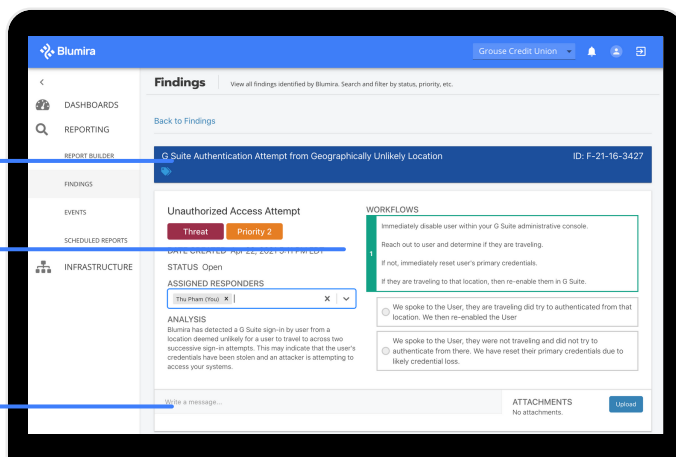 Blumira
Grouse Credit Union
Findings
View all findings identified by Blumira. Search and filter by status, priority, etc.
DASHBOARDS
REPORTING
REPORT BUILDER
FINDINGS
EVENTS
SCHEDULED REPORTS
INFRASTRUCTURE
Back to Findings
G Suite Authentication Attempt from Geographically Unlikely Location
ID: F-21-16-3427
Unauthorized Access Attempt
Threat
Priority 2
DATE CREATED Apr 22, 2021 5:11 PM EDT
STATUS Open
ASSIGNED RESPONDERS
Thu Pham (You) x
ANALYSIS
Blumira has detected a G Suite sign-in by user from a
location deemed unlikely for a user to travel to across two
successive sign-in attempts. This may indicate that the user's
credentials have been stolen and an attacker is attempting to
access your systems.
WORKFLOWS
1
Immediately disable user within your G Suite administrative console.
Reach out to user and determine if they are traveling.
If not, immediately reset user's primary credentials.
If they are traveling to that location, then re-enable them in G Suite.
We spoke to the User, they are traveling did try to authenticated from that
location. We then re-enabled the User
We spoke to the User, they were not traveling and did not try to
authenticate from there. We have reset their primary credentials due to
likely credential loss.
Write a message...
ATTACHMENTS
No attachments.
Upload